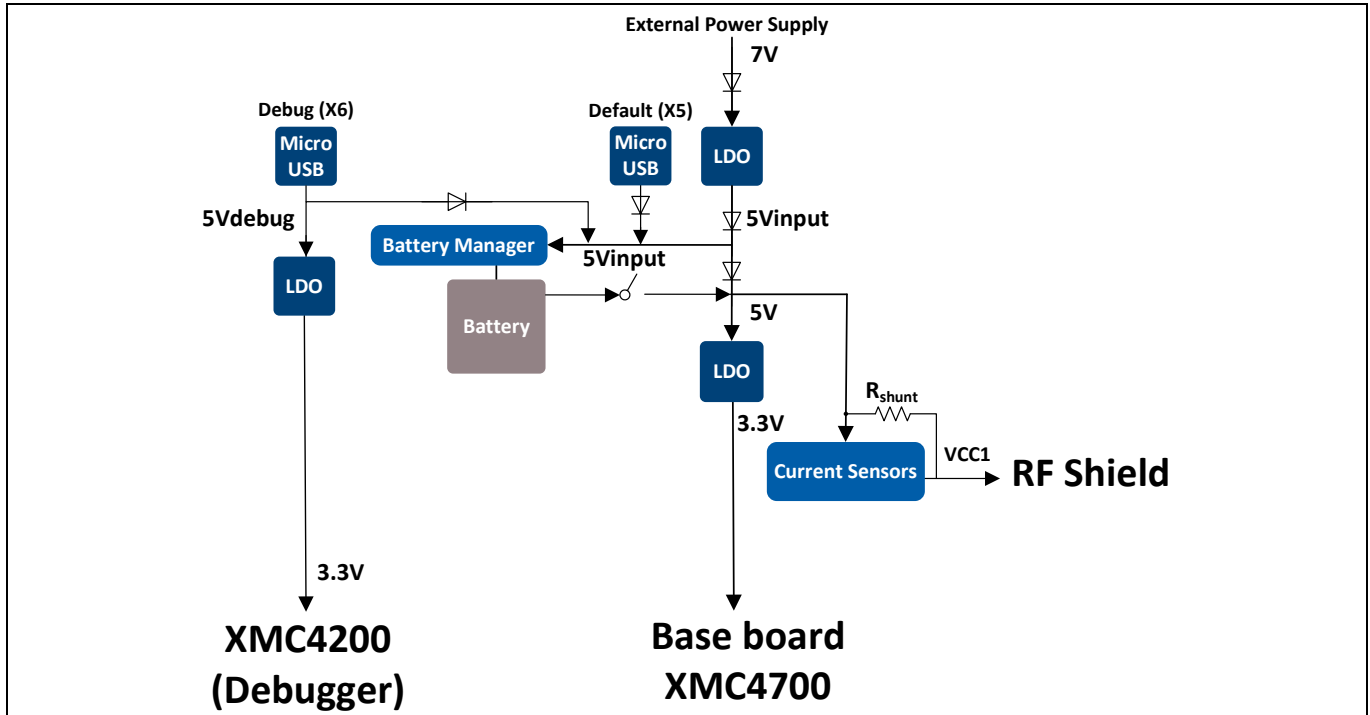 External Power Supply
7V
Debug (X6)
Default (X5)
Micro
USB
Micro
USB
LDO
5Vdebug
5Vinput
Battery Manager
5Vinput
LDO
Battery
5V
LDO
Rshunt
3.3V
VCC1
Current Sensors
RF Shield
3.3V
XMC4200
(Debugger)
Base board
XMC4700